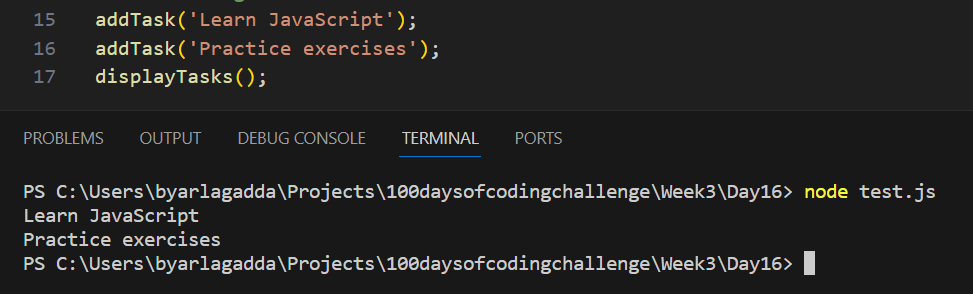 15 addTask('Learn JavaScript');
16 addTask('Practice exercises');
17 displayTasks();
PROBLEMS OUTPUT DEBUG CONSOLE TERMINAL PORTS
PS C:\Users\byarlagadda\Projects\100daysofcodingchallenge\Week3\Day16> node test.js
Learn JavaScript
Practice exercises
PS C:\Users\byarlagadda\Projects\100daysofcodingchallenge\Week3\Day16>